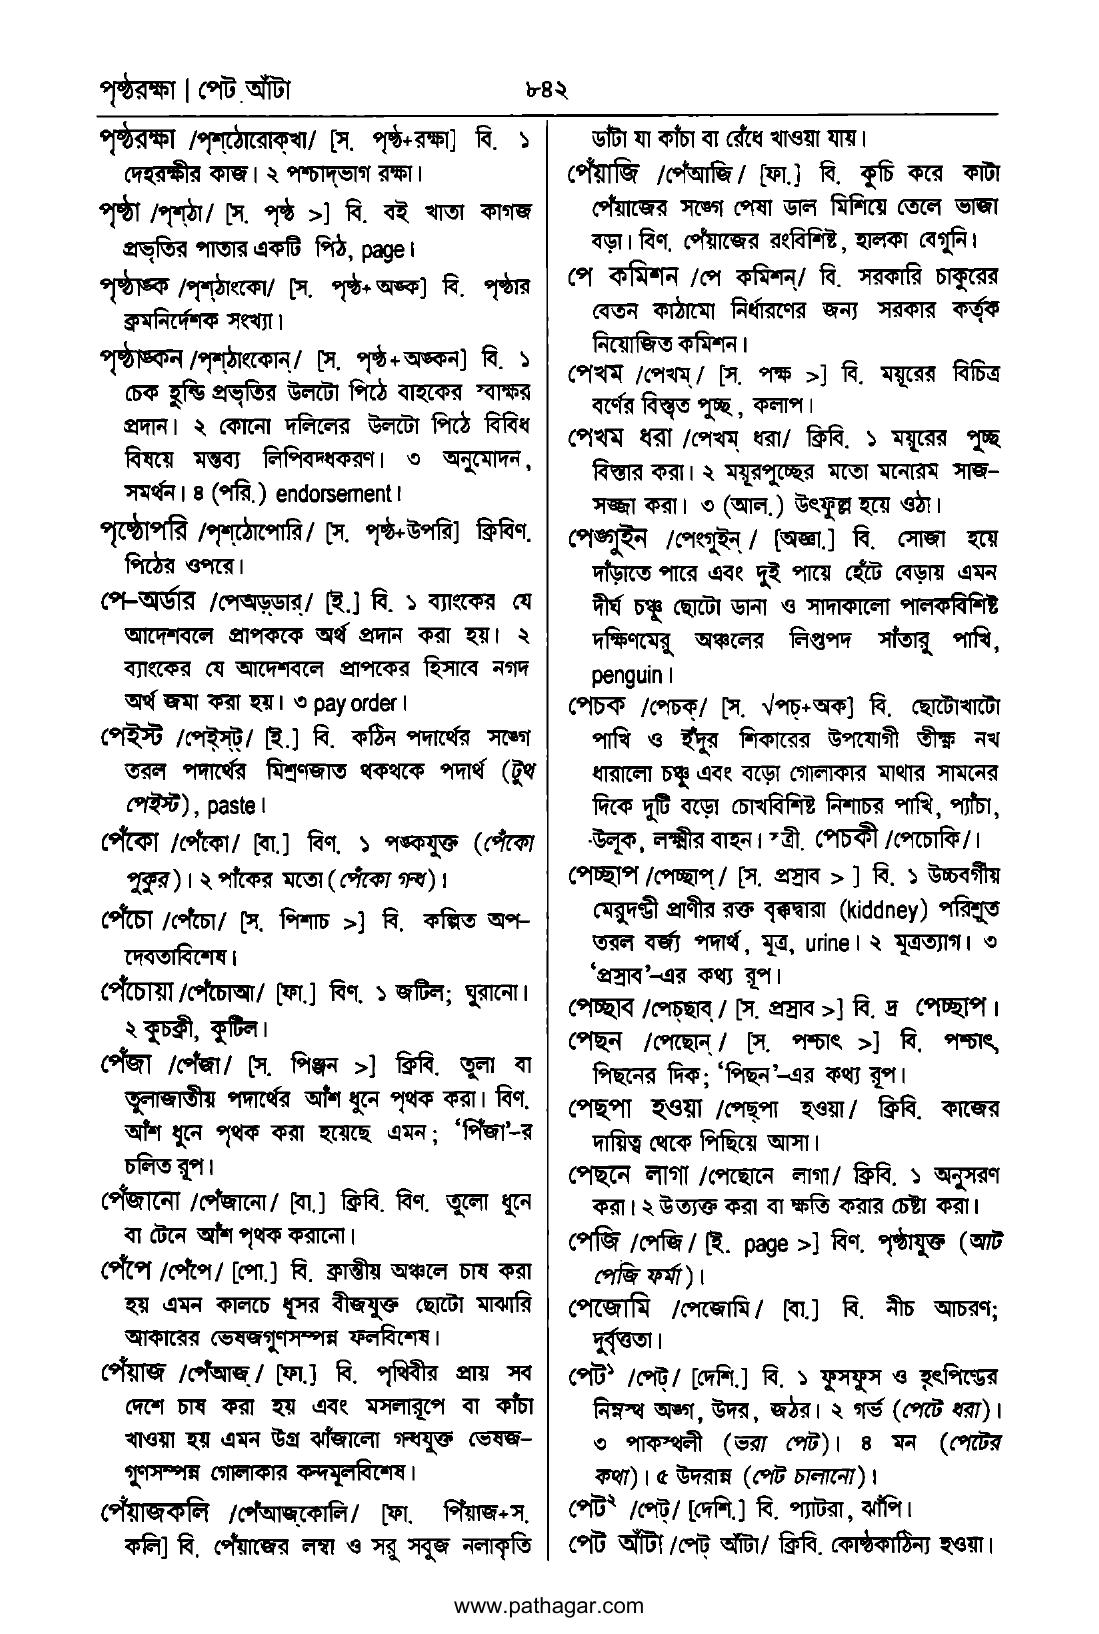 পৃষ্ঠরক্ষা | পেট আঁটা
৮৪২
পৃষ্ঠরক্ষা /পৃশ্‌ঠোরোক্‌খা/ [স. পৃষ্ঠ+রক্ষা] বি. ১
দেহরক্ষীর কাজ। ২ পশ্চাদ্‌ভাগ রক্ষা।
পৃষ্ঠা /পৃশ্‌ঠা/ [স. পৃষ্ঠ >] বি. বই খাতা কাগজ
প্রভৃতির পাতার একটি পিঠ, page।
পৃষ্ঠাঙ্ক /পৃশ্‌ঠাংকো/ [স. পৃষ্ঠ+অঙ্ক] বি. পৃষ্ঠার
ক্রমনির্দেশক সংখ্যা।
পৃষ্ঠাঙ্কন /পৃশ্‌ঠাংকোন্‌/ [স. পৃষ্ঠ+অঙ্কন] বি. ১
চেক হুন্ডি প্রভৃতির উলটো পিঠে বাহকের স্বাক্ষর
প্রদান। ২ কোনো দলিলের উলটো পিঠে বিবিধ
বিষয়ে মন্তব্য লিপিবদ্ধকরণ। ৩ অনুমোদন,
সমর্থন। ৪ (পরি.) endorsement।
পৃষ্ঠোপরি /পৃশ্‌ঠোপোরি/ [স. পৃষ্ঠ+উপরি] ক্রিবিণ.
পিঠের ওপরে।
পে-অর্ডার /পেঅড়্‌ডার্‌/ [ই.] বি. ১ ব্যাংকের যে
আদেশবলে প্রাপককে অর্থ প্রদান করা হয়। ২
ব্যাংকের যে আদেশবলে প্রাপকের হিসাবে নগদ
অর্থ জমা করা হয়। ৩ pay order।
পেইস্ট /পেই্‌স্‌ট্‌/ [ই.] বি. কঠিন পদার্থের সঙ্গে
তরল পদার্থের মিশ্রণজাত থকথকে পদার্থ (টুথ
পেইস্ট), paste।
পেঁকো /পেঁকো/ [বা.] বিণ. ১ পঙ্কযুক্ত (পেঁকো
পুকুর)। ২ পাঁকের মতো (পেঁকো গন্ধ)।
পেঁচো /পেঁচো/ [স. পিশাচ >] বি. কল্পিত অপ-
দেবতাবিশেষ।
পেঁচোয়া /পেঁচোআ/ [ফা.] বিণ. ১ জটিল; ঘুরানো।
২ কুচক্রী, কুটিল।
পেঁজা /পেঁজা/ [স. পিঞ্জন >] ক্রিবি. তুলা বা
তুলাজাতীয় পদার্থের আঁশ ধুনে পৃথক করা। বিণ.
আঁশ ধুনে পৃথক করা হয়েছে এমন; ‘পিঁজা’-র
চলিত রূপ।
পেঁজানো /পেঁজানো/ [বা.] ক্রিবি. বিণ. তুলো ধুনে
বা টেনে আঁশ পৃথক করানো।
পেঁপে /পেঁপে/ [পো.] বি. ক্রান্তীয় অঞ্চলে চাষ করা
হয় এমন কালচে ধূসর বীজযুক্ত ছোটো মাঝারি
আকারের ভেষজগুণসম্পন্ন ফলবিশেষ।
পেঁয়াজ /পেঁআজ্‌/ [ফা.] বি. পৃথিবীর প্রায় সব
দেশে চাষ করা হয় এবং মসলারূপে বা কাঁচা
খাওয়া হয় এমন উগ্র ঝাঁজালো গন্ধযুক্ত ভেষজ-
গুণসম্পন্ন গোলাকার কন্দমূলবিশেষ।
পেঁয়াজকলি /পেঁআজ্‌কোলি/ [ফা. পিঁয়াজ+স.
কলি] বি. পেঁয়াজের লম্বা ও সরু সবুজ নলাকৃতি
ডাঁটা যা কাঁচা বা রেঁধে খাওয়া যায়।
পেঁয়াজি /পেঁআজি/ [ফা.] বি. কুচি করে কাটা
পেঁয়াজের সঙ্গে পেষা ডাল মিশিয়ে তেলে ভাজা
বড়া। বিণ. পেঁয়াজের রংবিশিষ্ট, হালকা বেগুনি।
পে কমিশন /পে কমিশন্‌/ বি. সরকারি চাকুরের
বেতন কাঠামো নির্ধারণের জন্য সরকার কর্তৃক
নিয়োজিত কমিশন।
পেখম /পেখম্‌/ [স. পক্ষ >] বি. ময়ূরের বিচিত্র
বর্ণের বিস্তৃত পুচ্ছ, কলাপ।
পেখম ধরা /পেখম্‌ ধরা/ ক্রিবি. ১ ময়ূরের পুচ্ছ
বিস্তার করা। ২ ময়ূরপুচ্ছের মতো মনোরম সাজ-
সজ্জা করা। ৩ (আল.) উৎফুল্ল হয়ে ওঠা।
পেঙ্গুইন /পেংগুইন্‌/ [অজ্ঞা.] বি. সোজা হয়ে
দাঁড়াতে পারে এবং দুই পায়ে হেঁটে বেড়ায় এমন
দীর্ঘ চঞ্চু ছোটো ডানা ও সাদাকালো পালকবিশিষ্ট
দক্ষিণমেরু অঞ্চলের লিপ্তপদ সাঁতারু পাখি,
penguin।
পেচক /পেচক্‌/ [স. √পচ্‌+অক] বি. ছোটোখাটো
পাখি ও ইঁদুর শিকারের উপযোগী তীক্ষ্ণ নখ
ধারালো চঞ্চু এবং বড়ো গোলাকার মাথার সামনের
দিকে দুটি বড়ো চোখবিশিষ্ট নিশাচর পাখি, প্যাঁচা,
উলূক, লক্ষ্মীর বাহন। স্ত্রী. পেচকী /পেচোকি/।
পেচ্ছাপ /পেচ্ছাপ্‌/ [স. প্রস্রাব > ] বি. ১ উচ্চবর্গীয়
মেরুদণ্ডী প্রাণীর রক্ত বৃক্কদ্বারা (kiddney) পরিশ্রুত
তরল বর্জ্য পদার্থ, মূত্র, urine। ২ মূত্রত্যাগ। ৩
‘প্রস্রাব’-এর কথ্য রূপ।
পেচ্ছাব /পেচ্‌ছাব্‌/ [স. প্রস্রাব >] বি. দ্র পেচ্ছাপ।
পেছন /পেছোন্‌/ [স. পশ্চাৎ >] বি. পশ্চাৎ,
পিছনের দিক; ‘পিছন’-এর কথ্য রূপ।
পেছপা হওয়া /পেছ্‌পা হওয়া/ ক্রিবি. কাজের
দায়িত্ব থেকে পিছিয়ে আসা।
পেছনে লাগা /পেছোনে লাগা/ ক্রিবি. ১ অনুসরণ
করা। ২ উত্যক্ত করা বা ক্ষতি করার চেষ্টা করা।
পেজি /পেজি/ [ই. page >] বিণ. পৃষ্ঠাযুক্ত (আট
পেজি ফর্মা)।
পেজোমি /পেজোমি/ [বা.] বি. নীচ আচরণ;
দুর্বৃত্ততা।
পেট১ /পেট্‌/ [দেশি.] বি. ১ ফুসফুস ও হৃৎপিণ্ডের
নিম্নস্থ অঙ্গ, উদর, জঠর। ২ গর্ভ (পেটে ধরা)।
৩ পাকস্থলী (ভরা পেট)। ৪ মন (পেটের
কথা)। ৫ উদরান্ন (পেট চালানো)।
পেট২ /পেট্‌/ [দেশি.] বি. প্যাটরা, ঝাঁপি।
পেট আঁটা /পেট্‌ আঁটা/ ক্রিবি. কোষ্ঠকাঠিন্য হওয়া।
www.pathagar.com